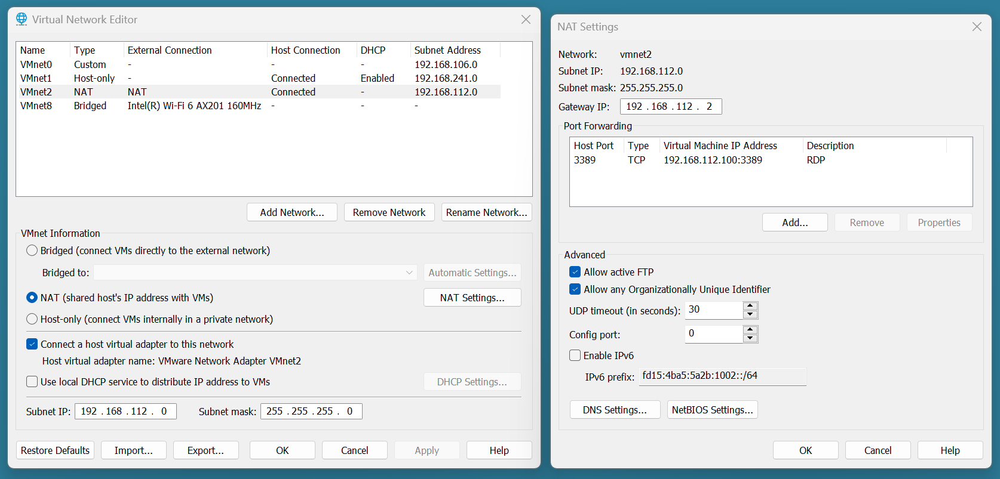 Virtual Network Editor
Name Type External Connection Host Connection DHCP Subnet Address
VMnet0 Custom - - - 192.168.106.0
VMnet1 Host-only - Connected Enabled 192.168.241.0
VMnet2 NAT NAT Connected - 192.168.112.0
VMnet8 Bridged Intel(R) Wi-Fi 6 AX201 160MHz - - -
Add Network... Remove Network Rename Network...
VMnet Information
Bridged (connect VMs directly to the external network)
Bridged to: Automatic Settings...
NAT (shared host's IP address with VMs) NAT Settings...
Host-only (connect VMs internally in a private network)
Connect a host virtual adapter to this network
Host virtual adapter name: VMware Network Adapter VMnet2
Use local DHCP service to distribute IP address to VMs DHCP Settings...
Subnet IP: 192 . 168 . 112 . 0 Subnet mask: 255 . 255 . 255 . 0
Restore Defaults Import... Export... OK Cancel Apply Help
NAT Settings
Network: vmnet2
Subnet IP: 192.168.112.0
Subnet mask: 255.255.255.0
Gateway IP: 192 . 168 . 112 . 2
Port Forwarding
Host Port Type Virtual Machine IP Address Description
3389 TCP 192.168.112.100:3389 RDP
Add... Remove Properties
Advanced
Allow active FTP
Allow any Organizationally Unique Identifier
UDP timeout (in seconds): 30
Config port: 0
Enable IPv6
IPv6 prefix: fd15:4ba5:5a2b:1002::/64
DNS Settings... NetBIOS Settings...
OK Cancel Help